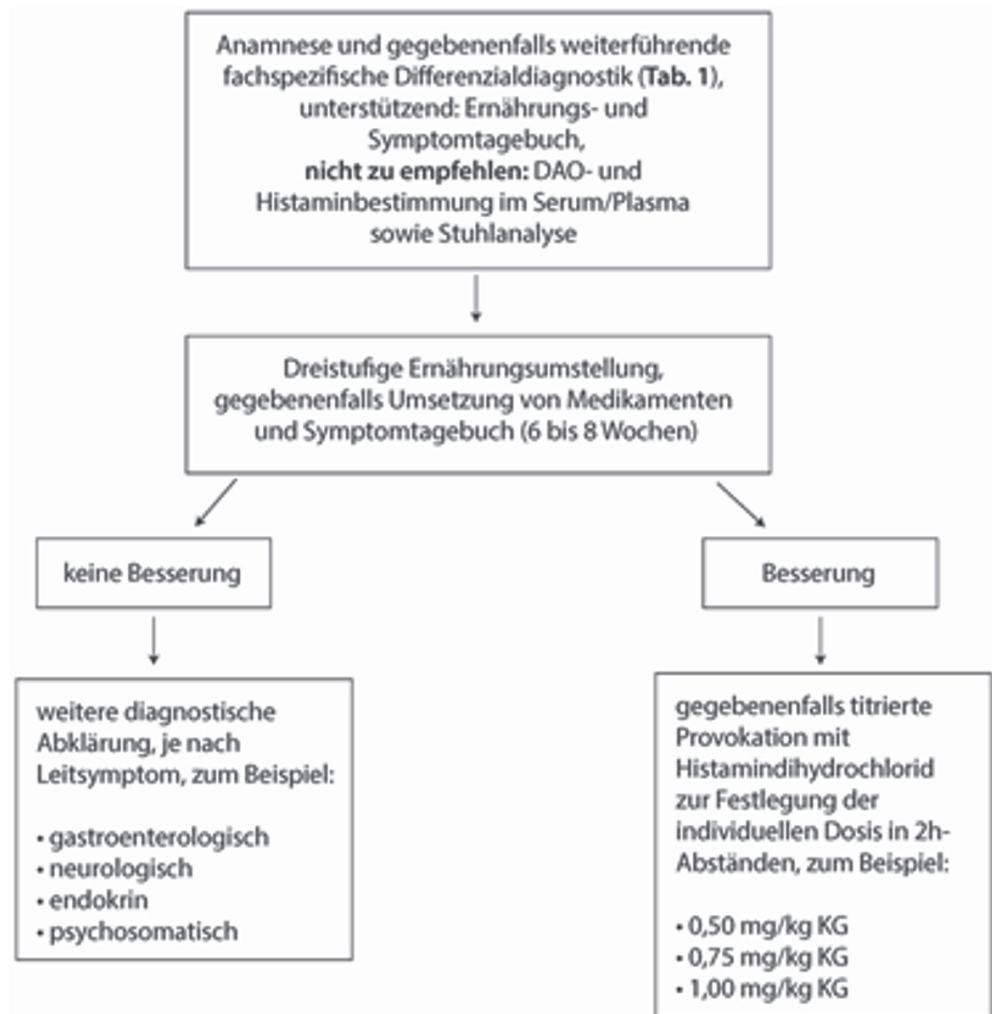 Anamnese und gegebenenfalls weiterführende
fachspezifische Differenzialdiagnostik (Tab. 1),
unterstützend: Ernährungs- und
Symptomtagebuch,
nicht zu empfehlen: DAO- und
Histaminbestimmung im Serum/Plasma
sowie Stuhlanalyse
Dreistufige Ernährungsumstellung,
gegebenenfalls Umsetzung von Medikamenten
und Symptomtagebuch (6 bis 8 Wochen)
keine Besserung
Besserung
weitere diagnostische
Abklärung, je nach
Leitsymptom, zum Beispiel:
• gastroenterologisch
• neurologisch
• endokrin
• psychosomatisch
gegebenenfalls titrierte
Provokation mit
Histamindihydrochlorid
zur Festlegung der
individuellen Dosis in 2h-
Abständen, zum Beispiel:
• 0,50 mg/kg KG
• 0,75 mg/kg KG
• 1,00 mg/kg KG